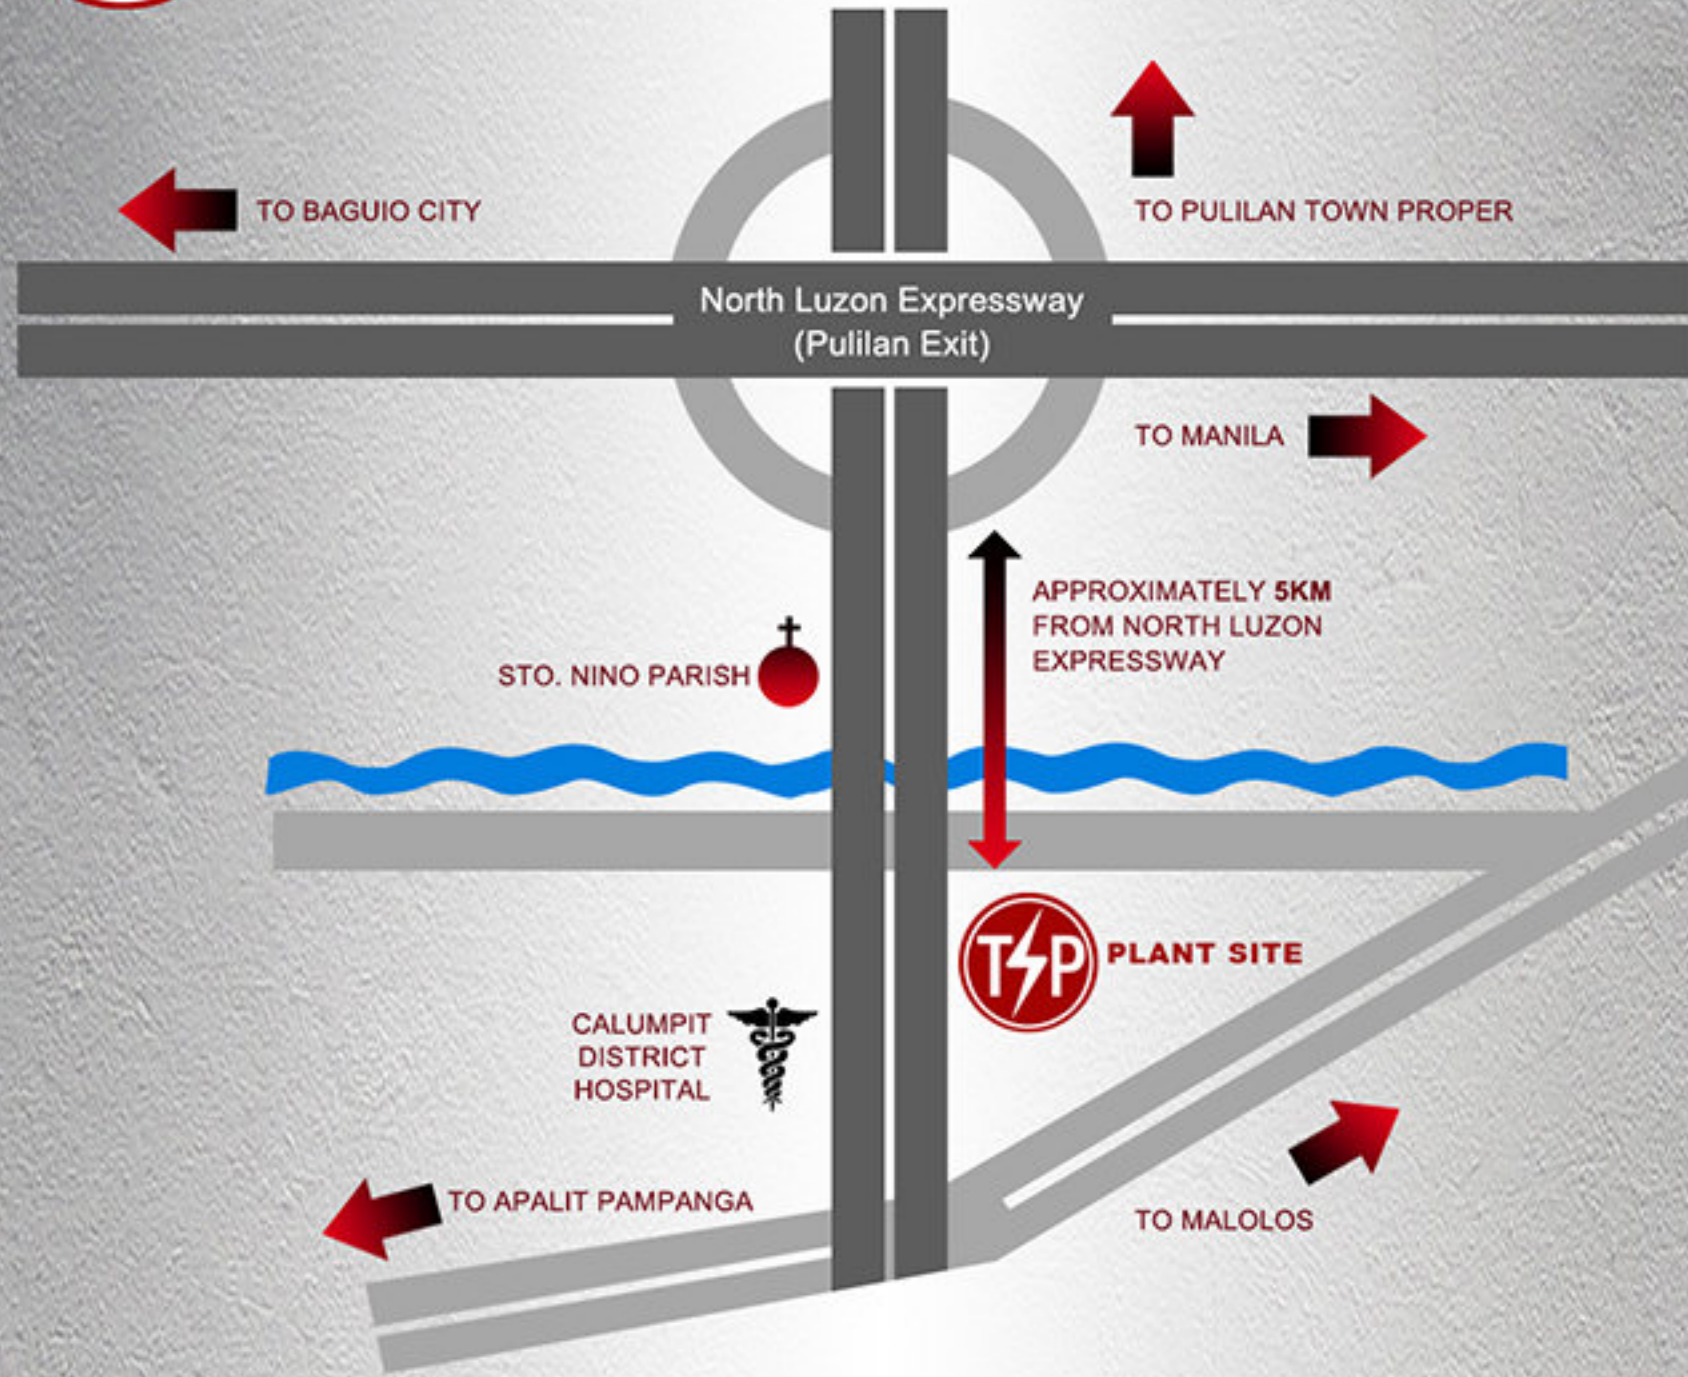 TO BAGUIO CITY
TO PULILAN TOWN PROPER
North Luzon Expressway
(Pulilan Exit)
TO MANILA
APPROXIMATELY 5KM
FROM NORTH LUZON
EXPRESSWAY
STO. NINO PARISH
TSP
PLANT SITE
CALUMPIT
DISTRICT
HOSPITAL
TO APALIT PAMPANGA
TO MALOLOS